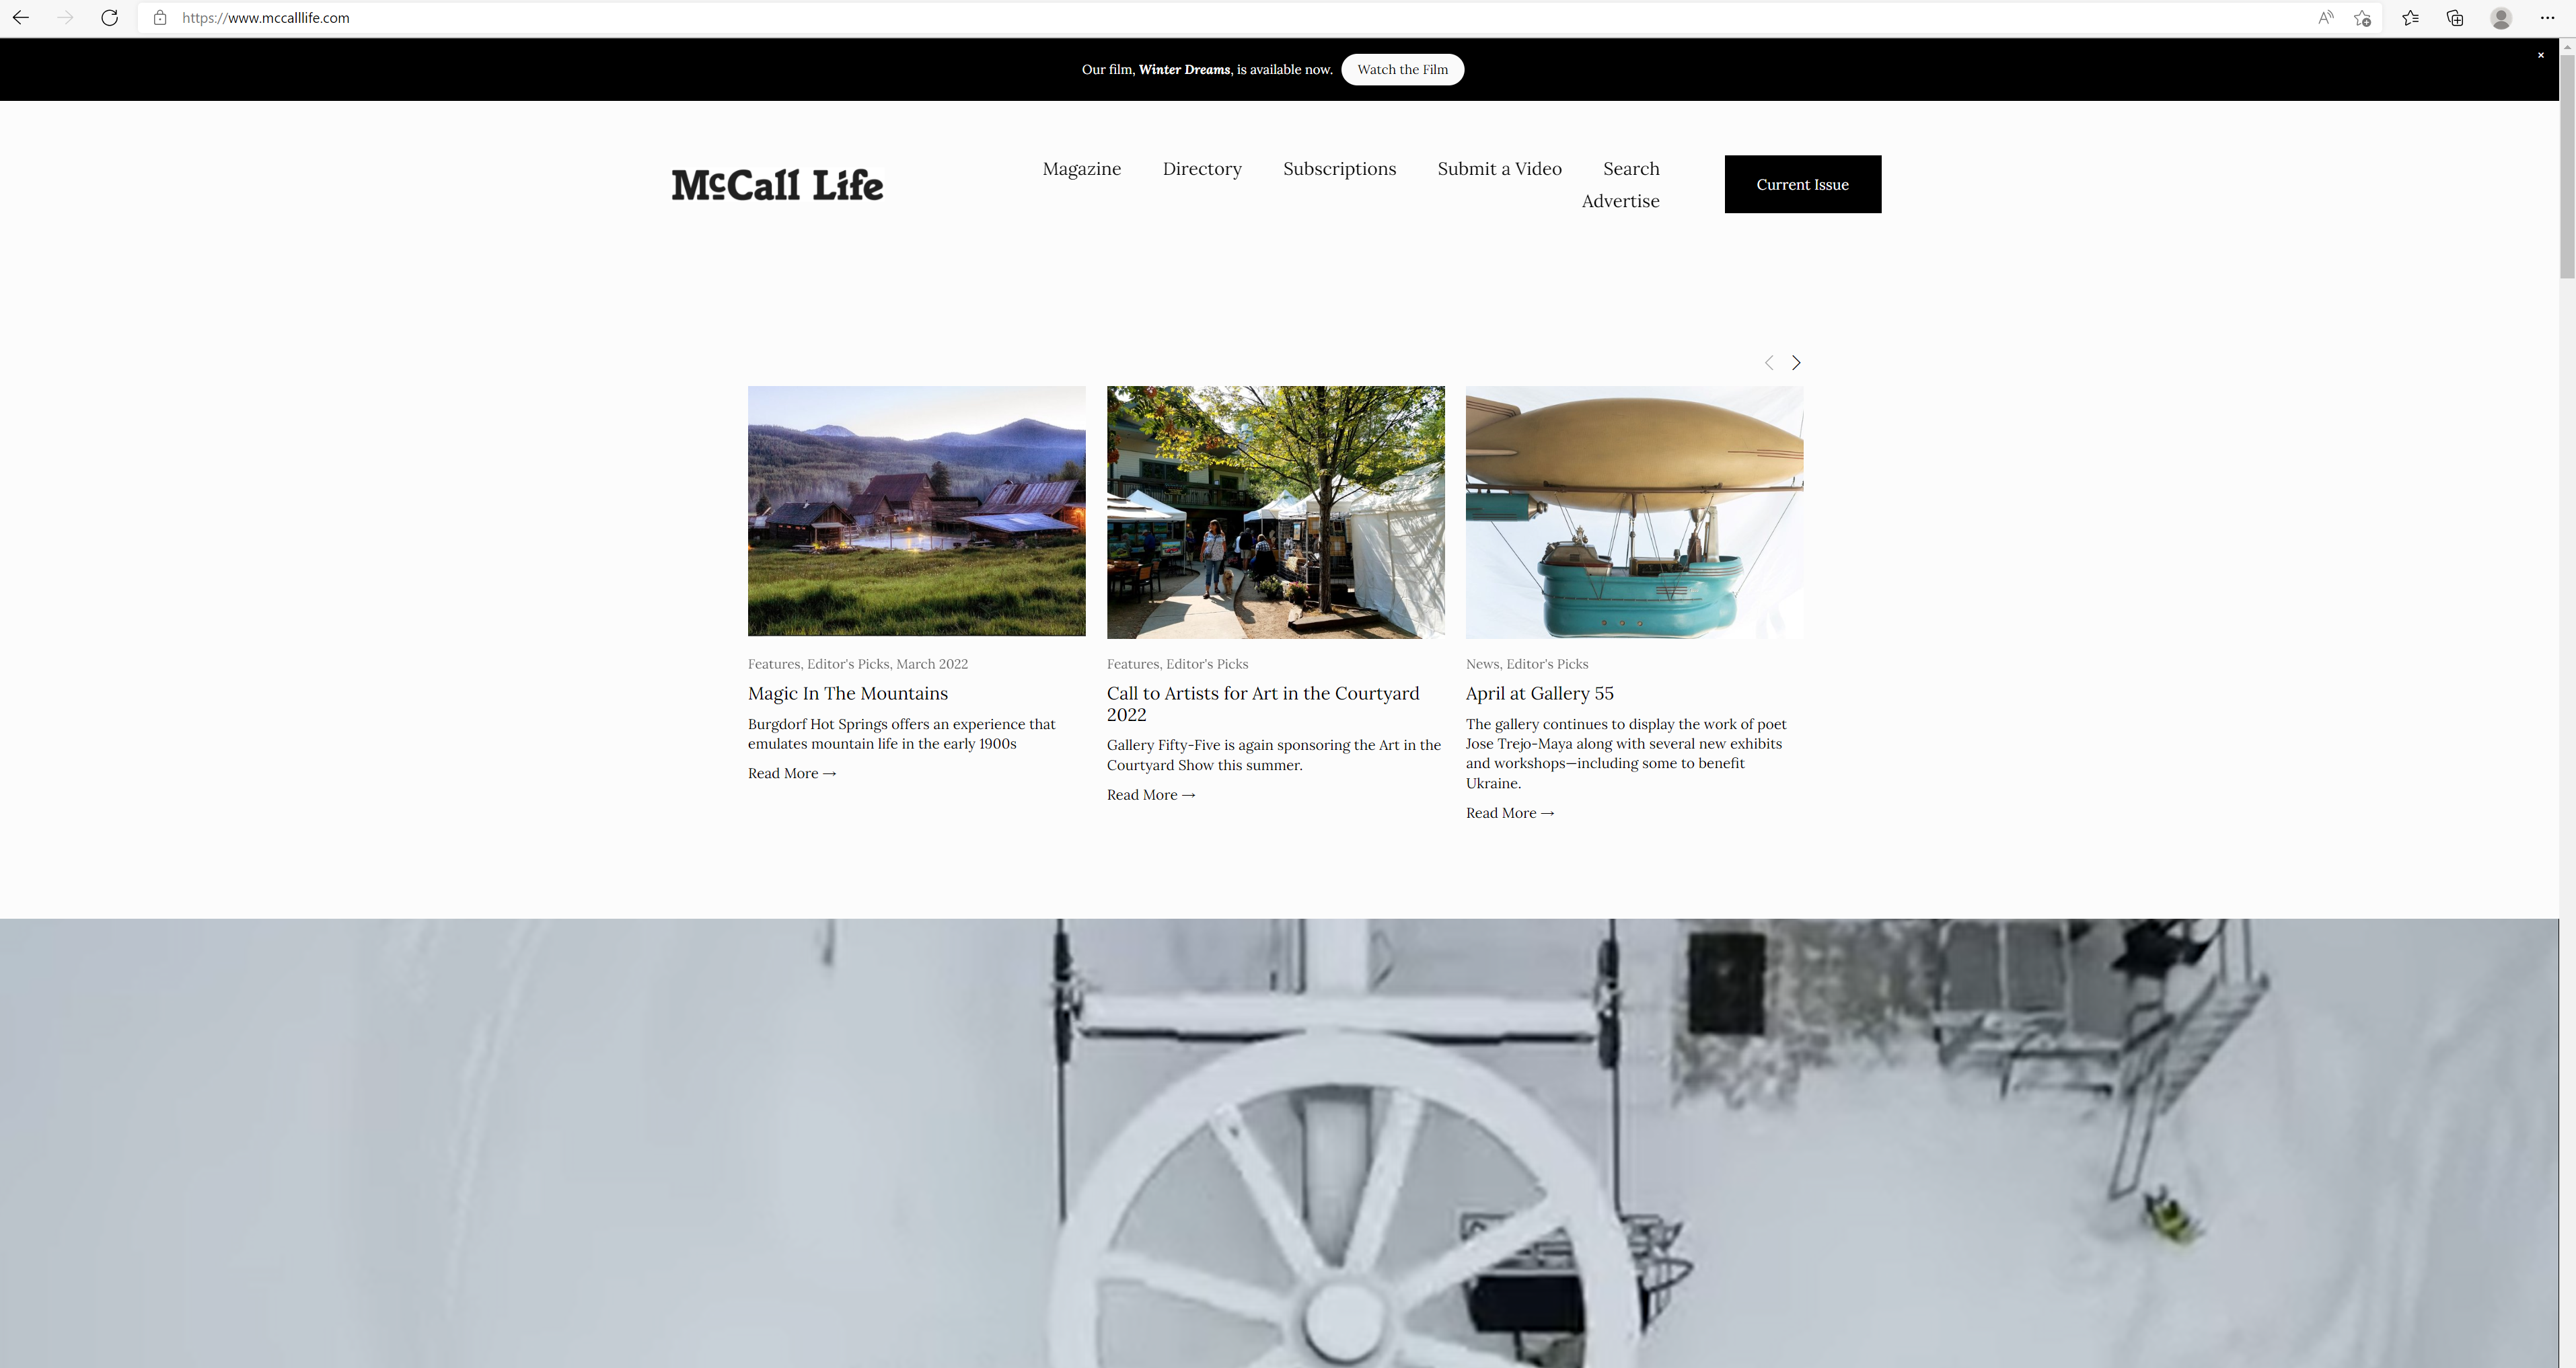 https://www.mccalllife.com
Our film, Winter Dreams, is available now. Watch the Film
McCall Life
Magazine Directory Subscriptions Submit a Video Search
Advertise
Current Issue
Features, Editor's Picks, March 2022
Magic In The Mountains
Burgdorf Hot Springs offers an experience that
emulates mountain life in the early 1900s
Read More →
Features, Editor's Picks
Call to Artists for Art in the Courtyard
2022
Gallery Fifty-Five is again sponsoring the Art in the
Courtyard Show this summer.
Read More →
News, Editor's Picks
April at Gallery 55
The gallery continues to display the work of poet
Jose Trejo-Maya along with several new exhibits
and workshops—including some to benefit
Ukraine.
Read More →